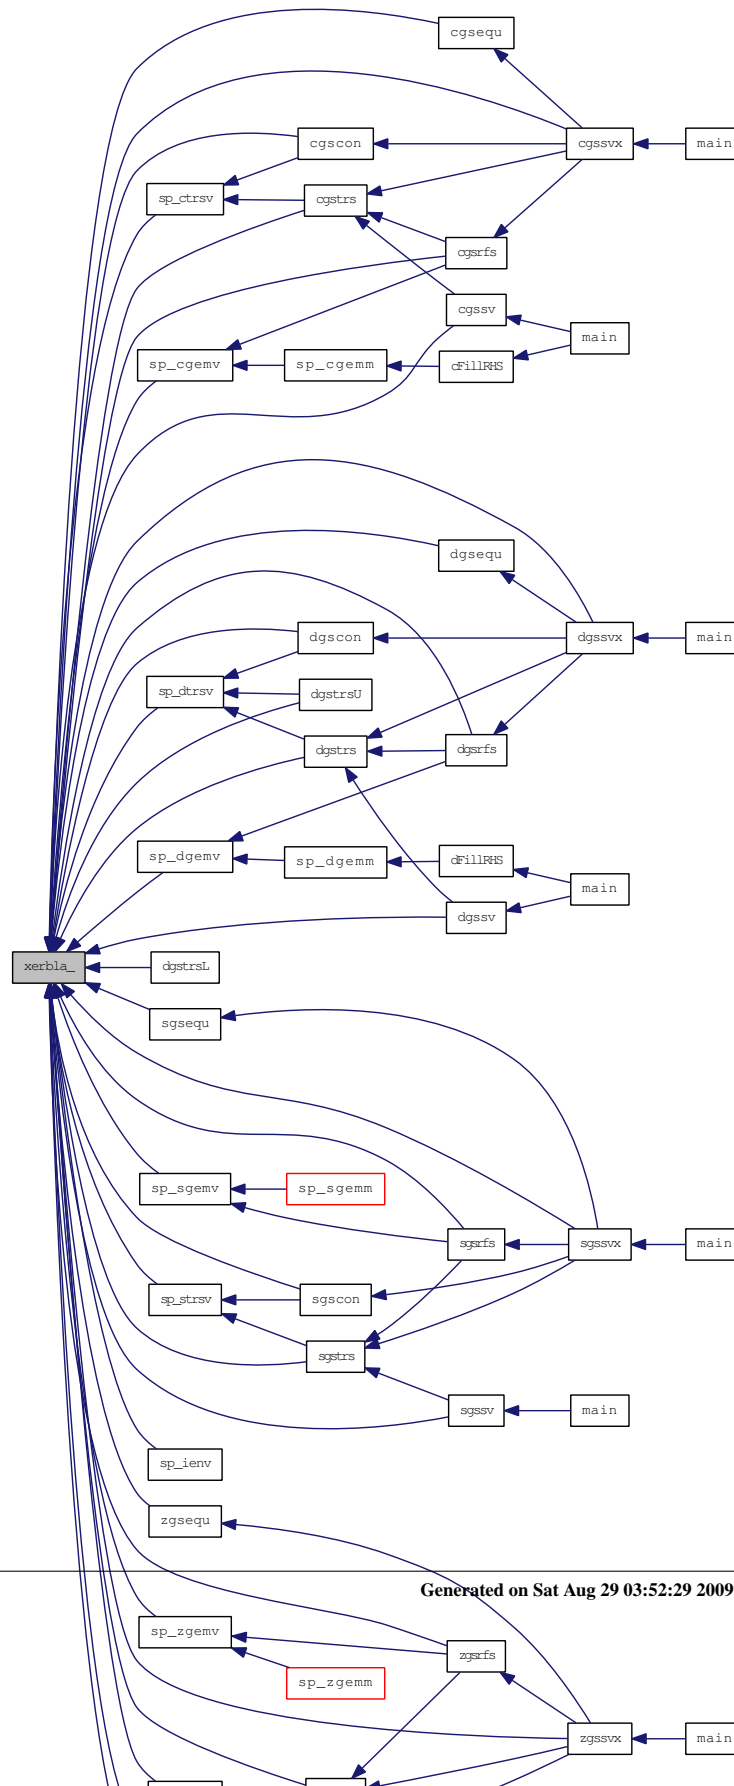 cgsequ
cgscon
cgssvx
main
sp_ctrsv
cgstrs
cgsrfs
cgssv
main
sp_cgemv
sp_cgemm
cFillRHS
dgsequ
dgscon
dgssvx
main
sp_dtrsv
dgstrsU
dgstrs
dgsrfs
sp_dgemv
sp_dgemm
dFillRHS
main
dgssv
xerbla_
dgstrsL
sgsequ
sp_sgemv
sp_sgemm
sgsrfs
sgssvx
main
sp_strsv
sgscon
sgstrs
sgssv
main
sp_ienv
zgsequ
Generated on Sat Aug 29 03:52:29 2009
sp_zgemv
zgsrfs
sp_zgemm
zgssvx
main